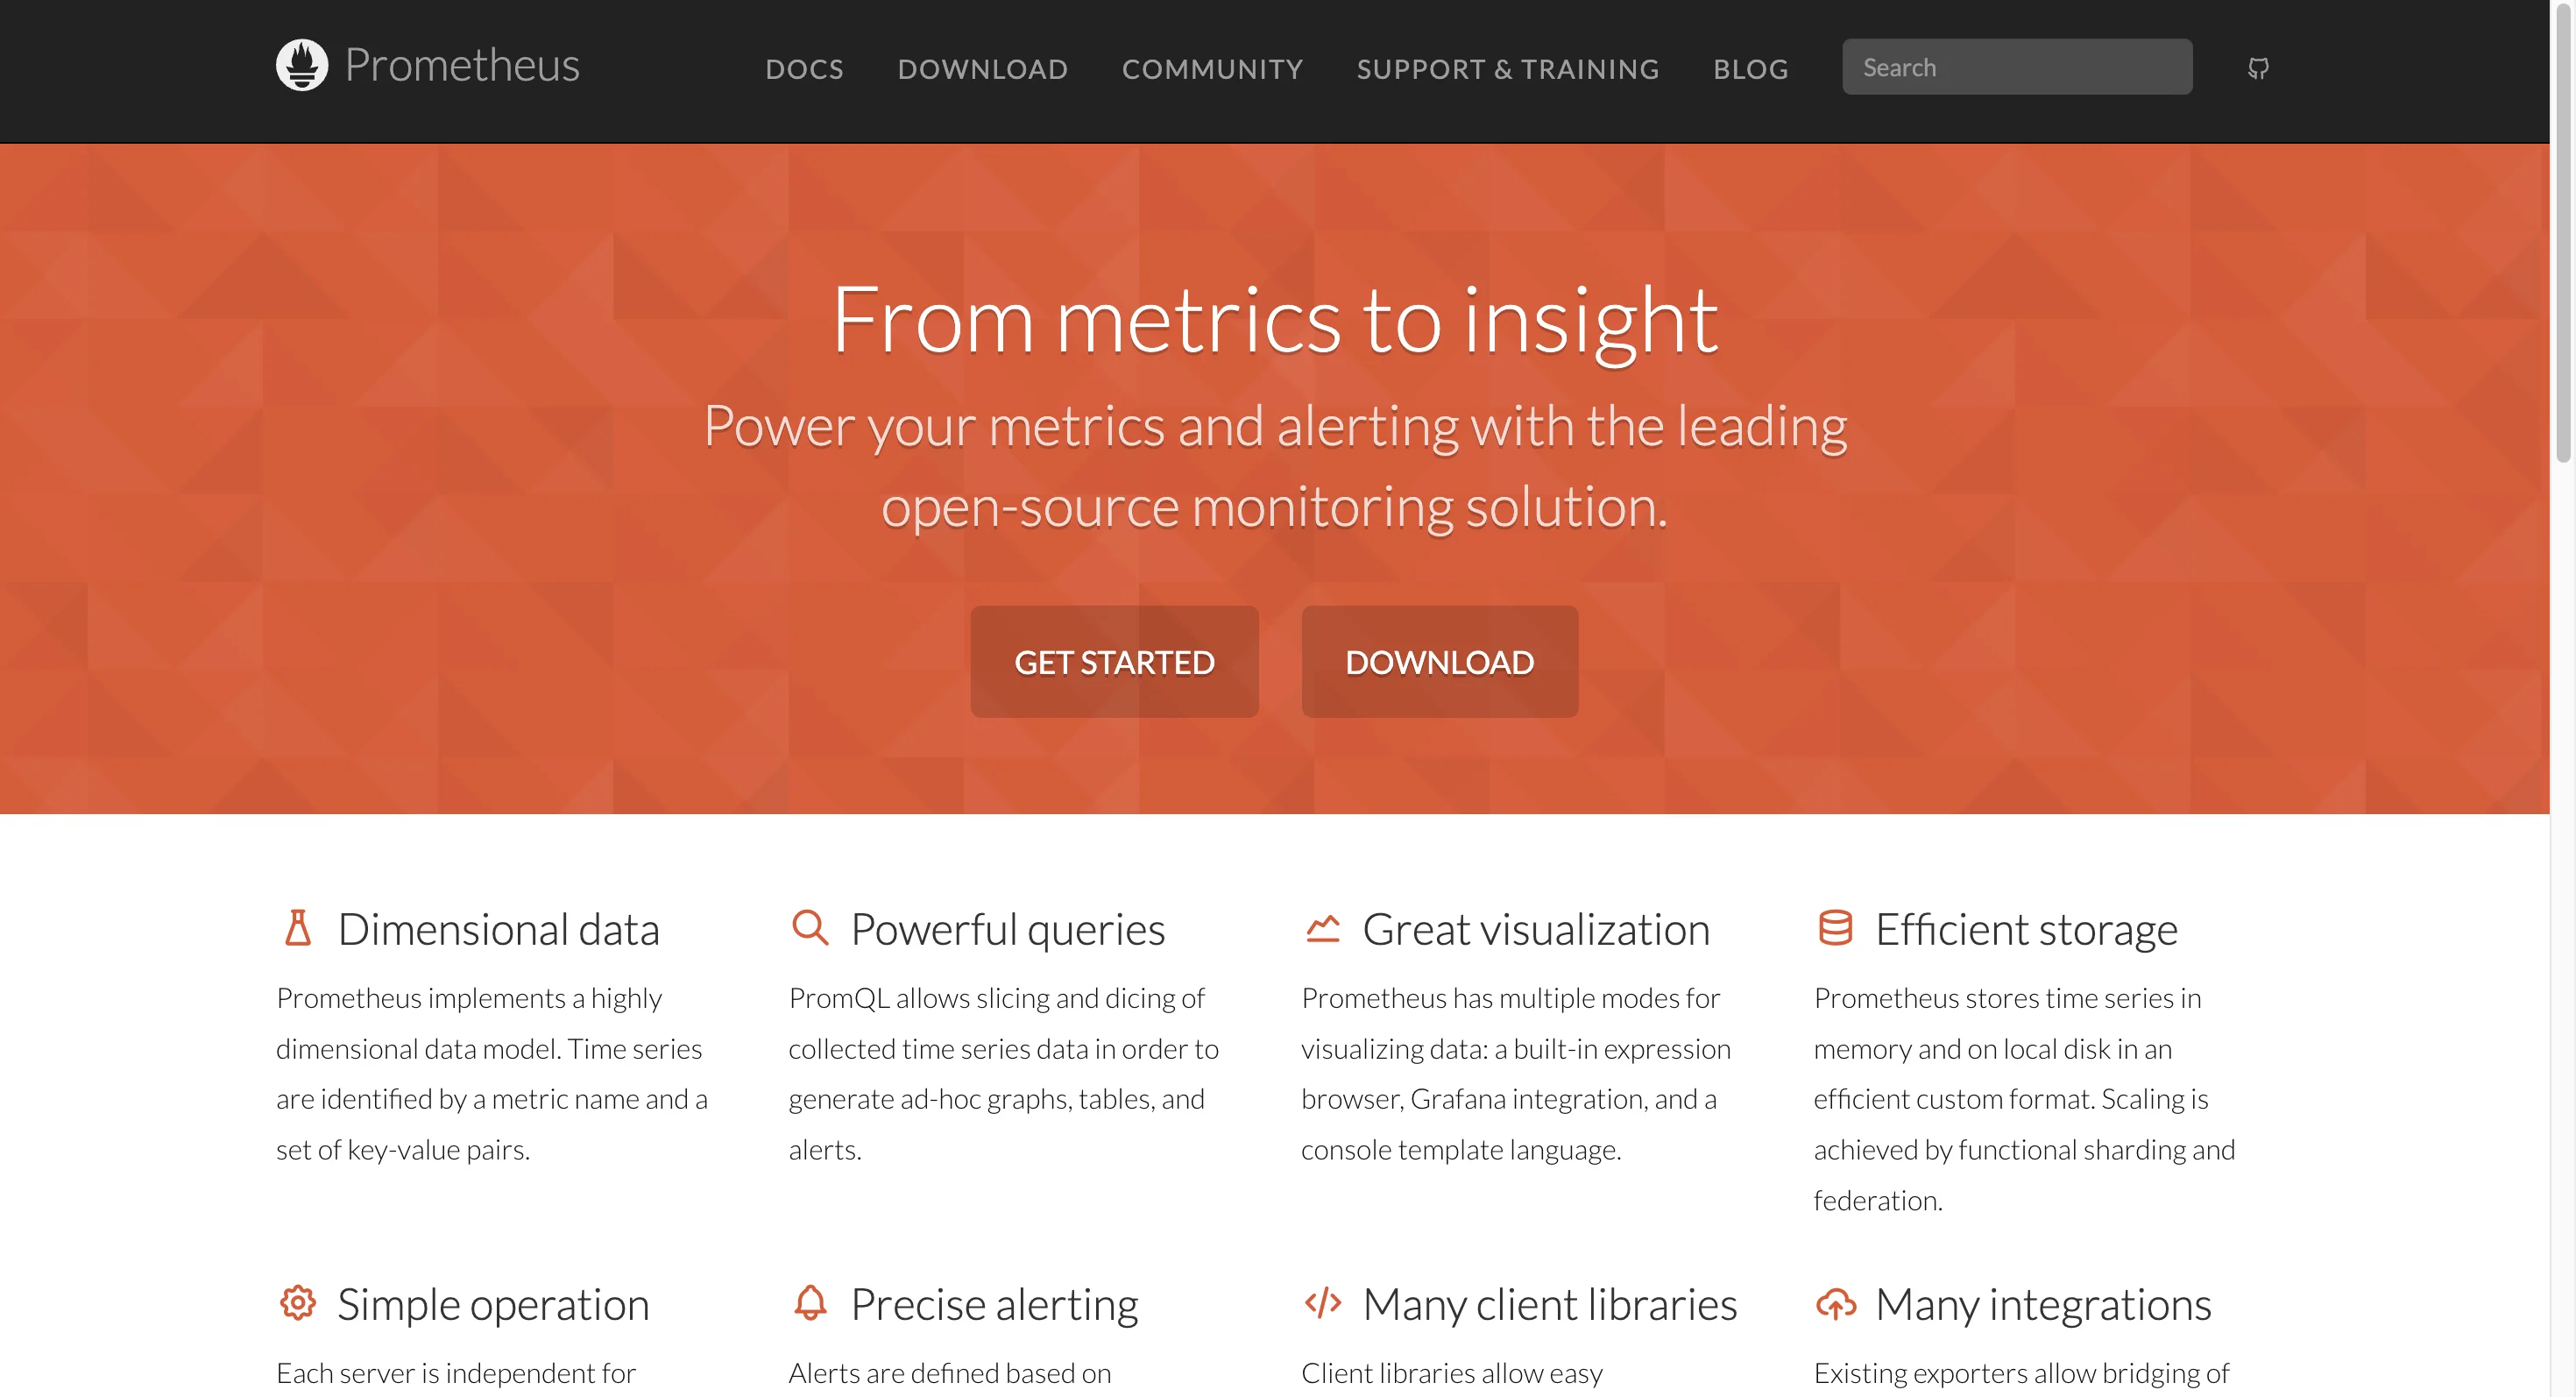 Prometheus
DOCS
DOWNLOAD
COMMUNITY
SUPPORT & TRAINING
BLOG
Search
From metrics to insight
Power your metrics and alerting with the leading
open-source monitoring solution.
GET STARTED
DOWNLOAD
Dimensional data
Prometheus implements a highly
dimensional data model. Time series
are identified by a metric name and a
set of key-value pairs.
Powerful queries
PromQL allows slicing and dicing of
collected time series data in order to
generate ad-hoc graphs, tables, and
alerts.
Great visualization
Prometheus has multiple modes for
visualizing data: a built-in expression
browser, Grafana integration, and a
console template language.
Efficient storage
Prometheus stores time series in
memory and on local disk in an
efficient custom format. Scaling is
achieved by functional sharding and
federation.
Simple operation
Each server is independent for
Precise alerting
Alerts are defined based on
Many client libraries
Client libraries allow easy
Many integrations
Existing exporters allow bridging of